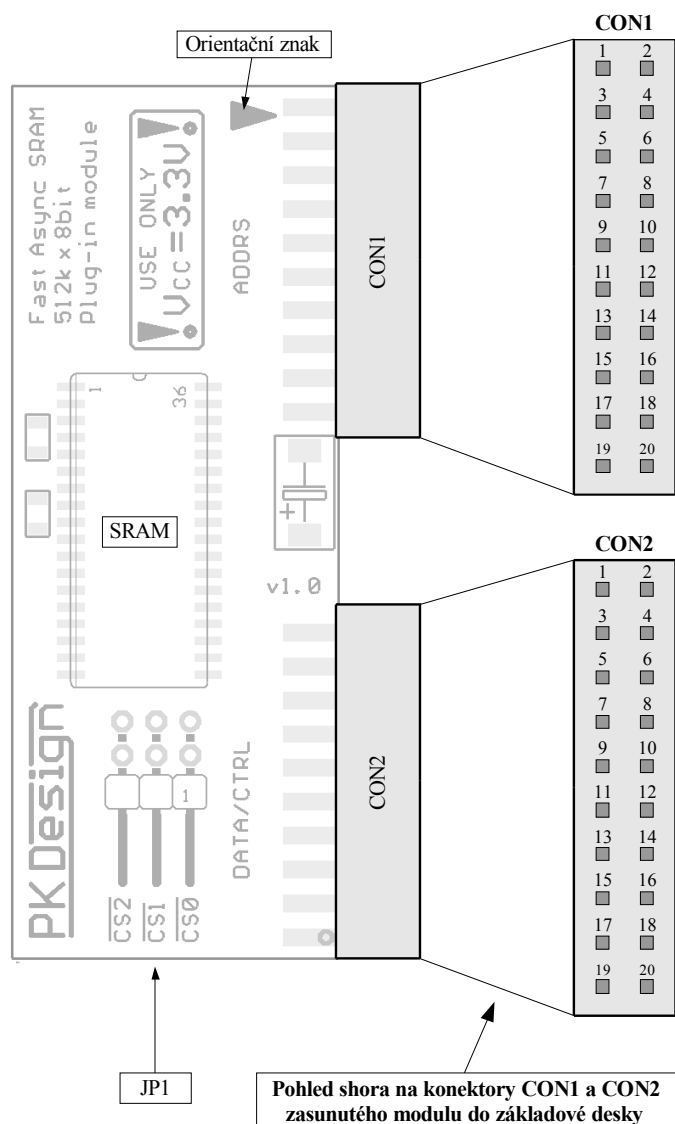 CON1
Orientační znak
1 2
3 4
5 6
7 8
9 10
11 12
13 14
15 16
17 18
19 20
Fast Async SRAM
512k x 8bit
Plug-in module
USE ONLY
Vcc=3.3V
ADDRS
CON1
1
36
SRAM
+
v1.0
CON2
1 2
3 4
5 6
7 8
9 10
11 12
13 14
15 16
17 18
19 20
PK Design
1
CS2
CS1
CS0
DATA/CTRL
CON2
JP1
Pohled shora na konektory CON1 a CON2
zasunutého modulu do základové desky